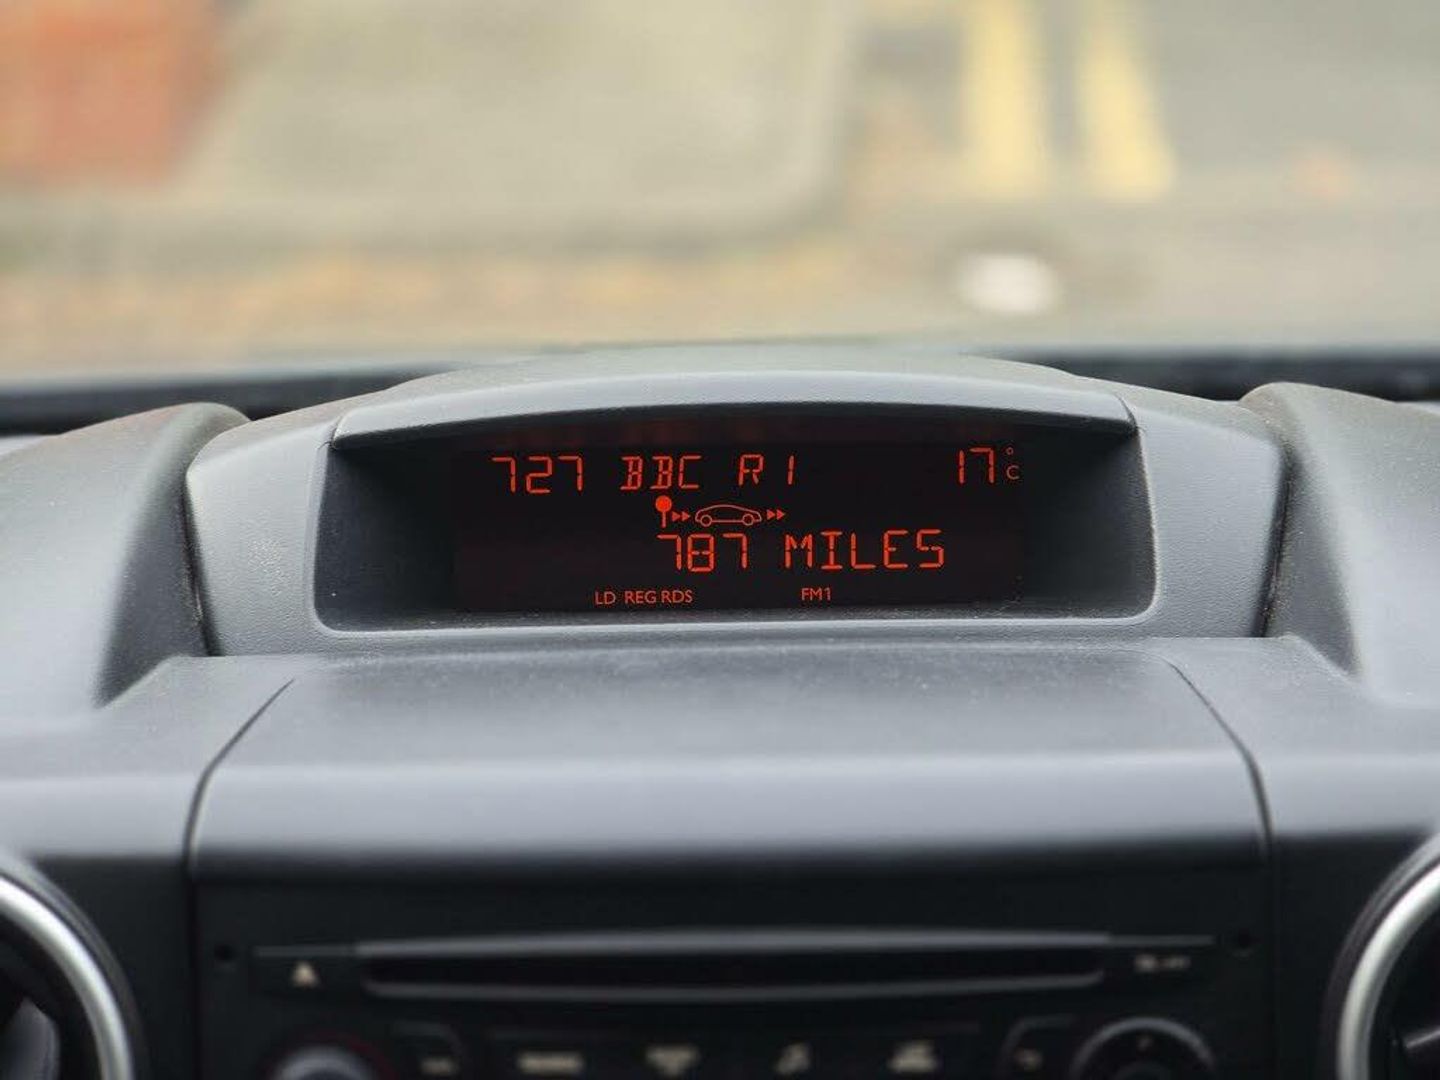 727 BBC R1 17°C
787 MILES
LD REG RDS FM1